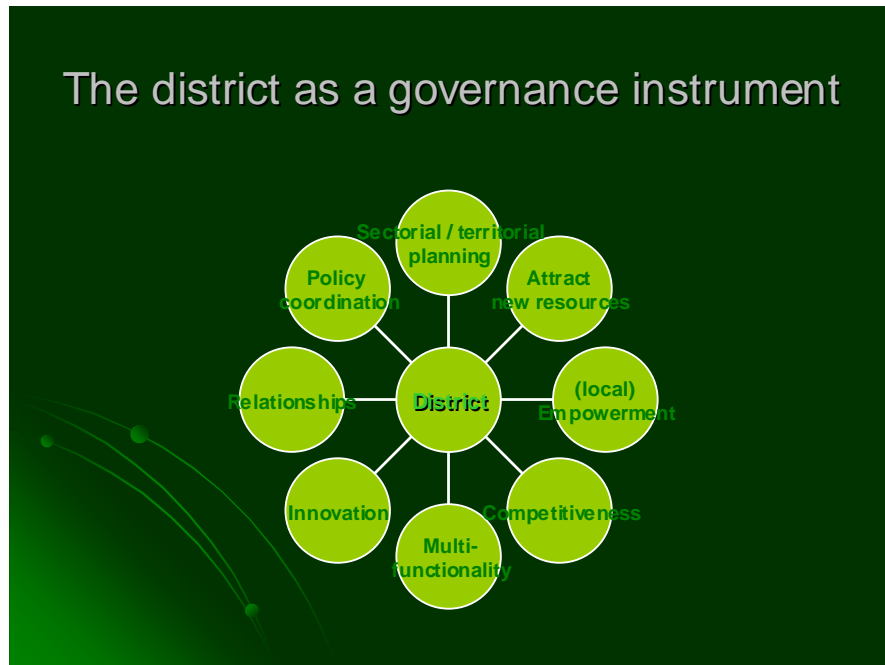 The district as a governance instrument
Sectorial / territorial
planning
Policy
coordination
Attract
new resources
Relationships
District
(local)
Empowerment
Innovation
Competitiveness
Multi-
functionality